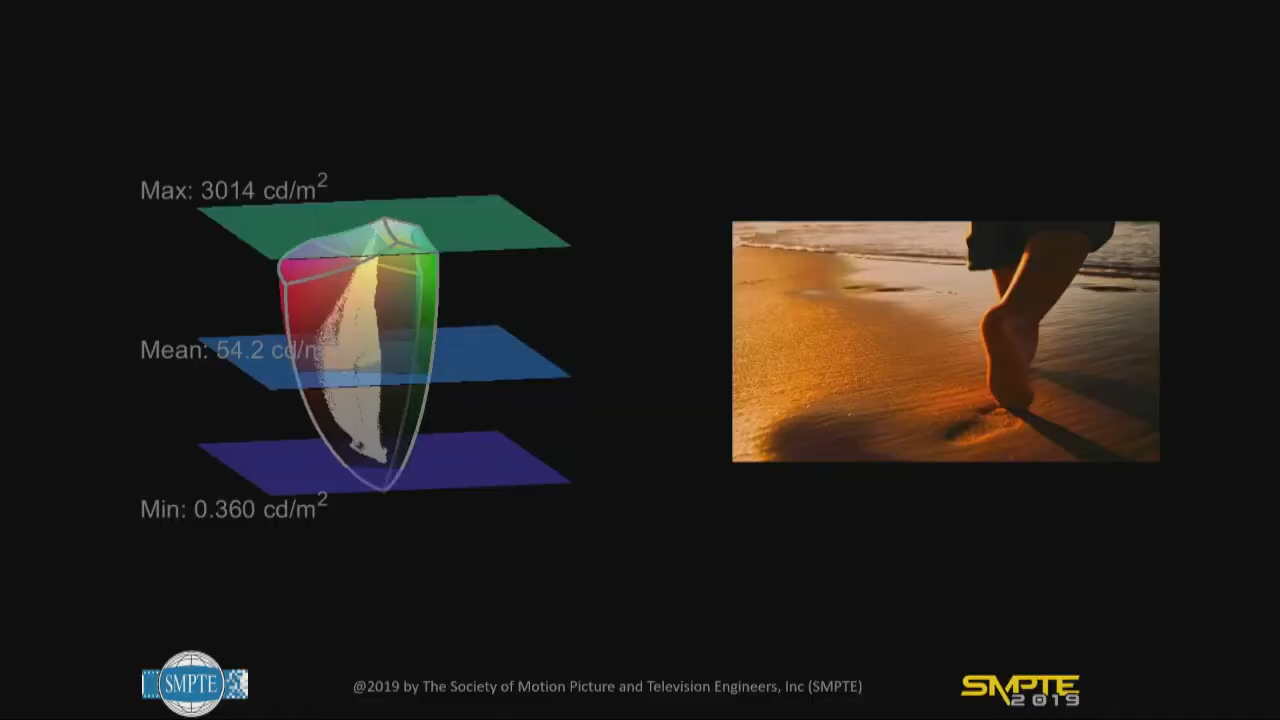 Max: 3014 cd/m²
Mean: 54.2 cd/m
Min: 0.360 cd/m²
SMPTE
@2019 by The Society of Motion Picture and Television Engineers, Inc (SMPTE)
SMPTE
2019